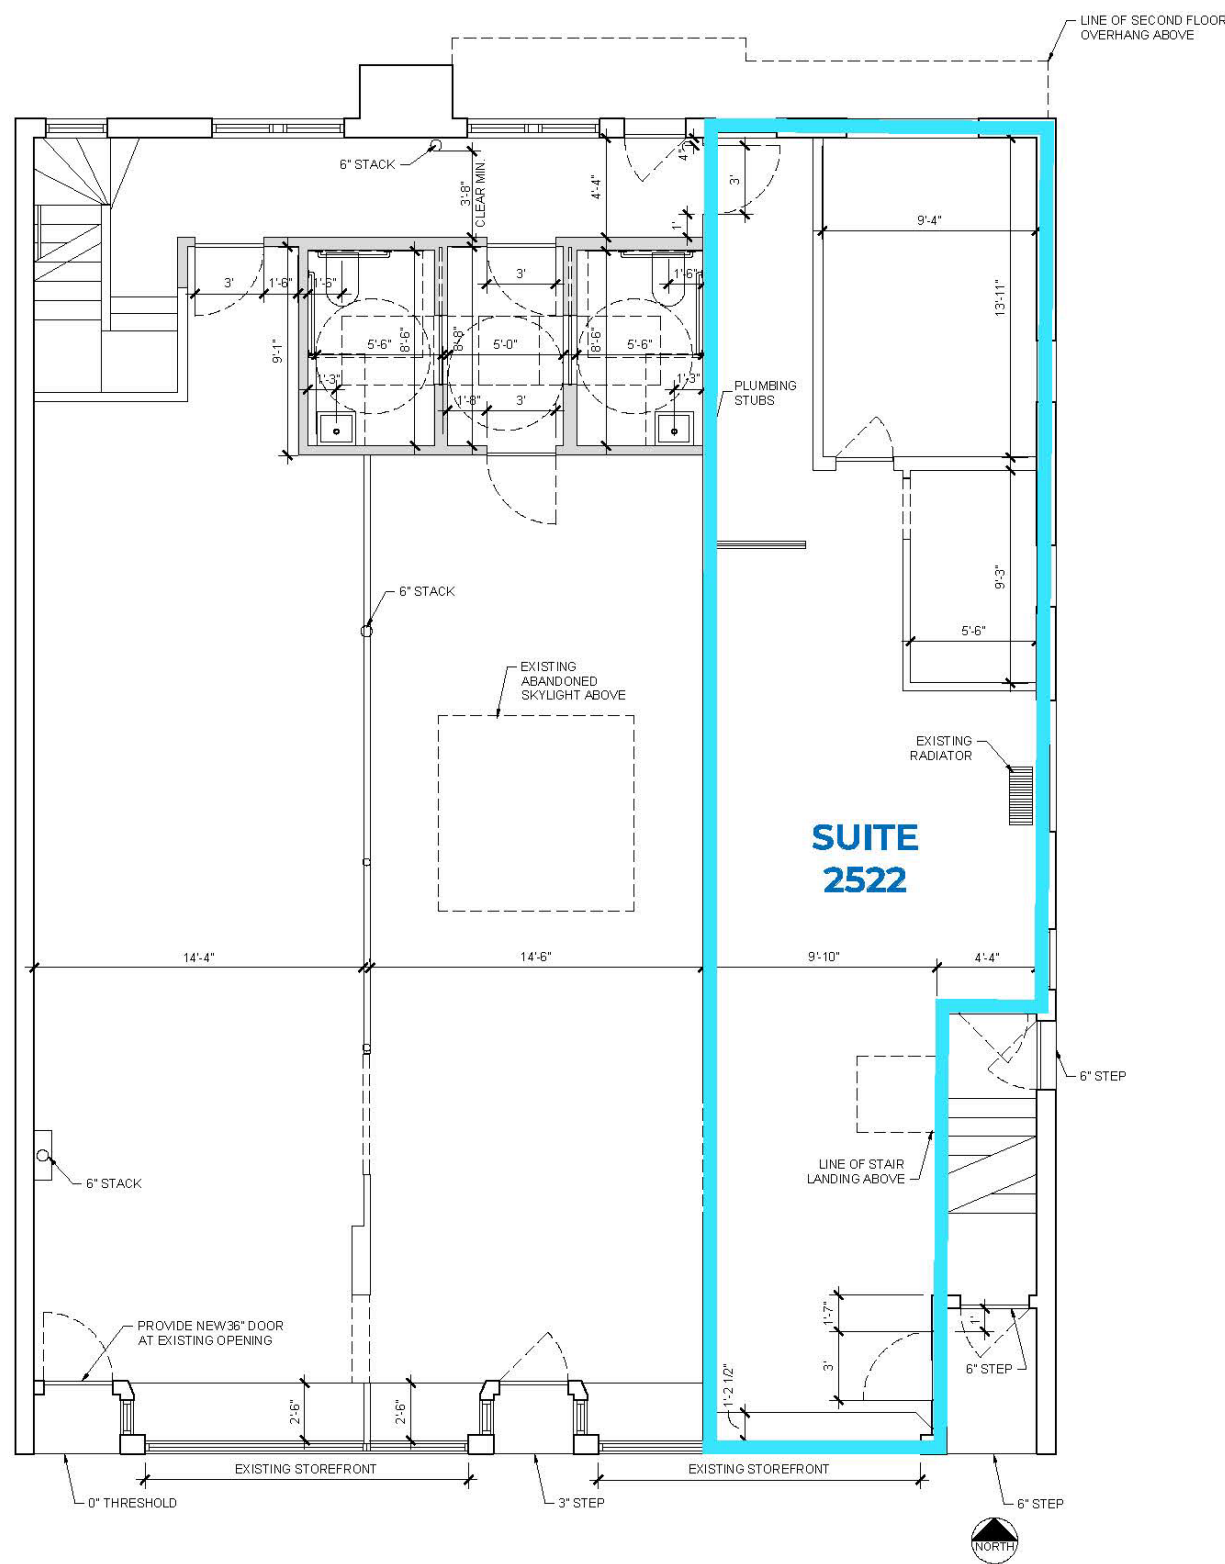 LINE OF SECOND FLOOR
OVERHANG ABOVE
6" STACK
3'-8"
CLEAR MIN.
4'-4"
4"
3'
1'
9'-4"
13'-11"
3'
1'-6"
1'-6"
3'
1'-6"
9'-1"
5'-6"
8'-6"
8'-8"
5'-0"
8'-6"
5'-6"
1'-3"
1'-8"
3'
1'-3"
PLUMBING
STUBS
6" STACK
9'-3"
5'-6"
EXISTING
ABANDONED
SKYLIGHT ABOVE
EXISTING
RADIATOR
SUITE
2522
14'-4"
14'-6"
9'-10"
4'-4"
6" STEP
LINE OF STAIR
LANDING ABOVE
6" STACK
PROVIDE NEW 36" DOOR
AT EXISTING OPENING
1'-7"
3'
1'
6" STEP
2'-6"
2'-6"
1'-2 1/2"
EXISTING STOREFRONT
EXISTING STOREFRONT
0" THRESHOLD
3" STEP
6" STEP
NORTH